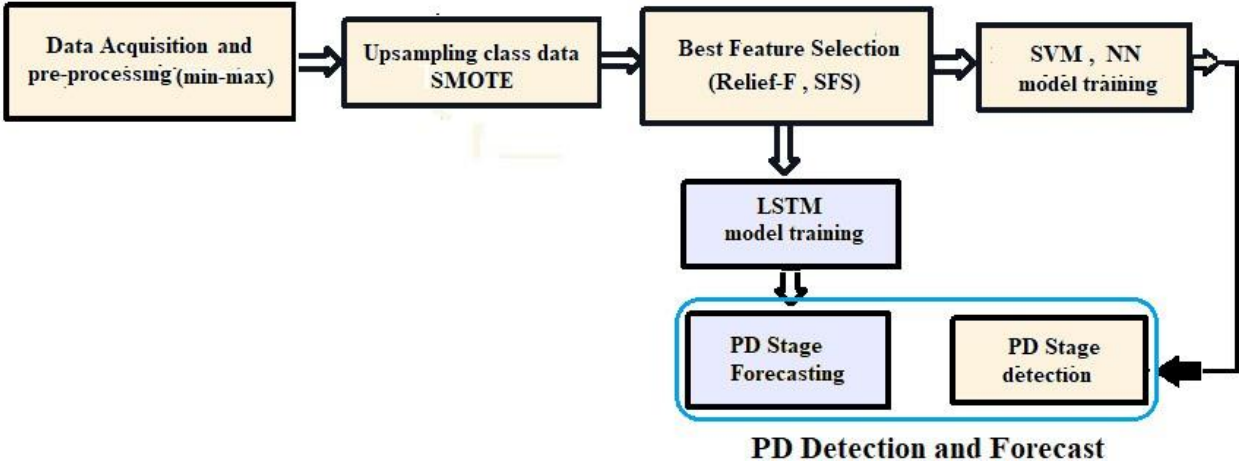 Data Acquisition and
pre-processing (min-max)
Upsampling class data
SMOTE
Best Feature Selection
(Relief-F , SFS)
SVM , NN
model training
LSTM
model training
PD Stage
Forecasting
PD Stage
detection
PD Detection and Forecast